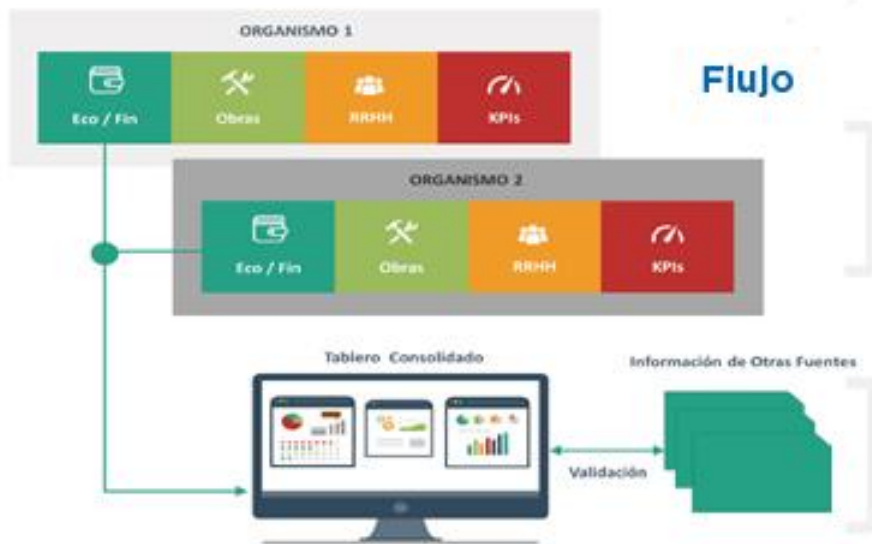 ORGANISMO 1
Flujo
Eco / Fin
Obras
RRHH
KPIs
ORGANISMO 2
Eco / Fin
Obras
RRHH
KPIs
Tablero Consolidado
Información de Otras Fuentes
Validación